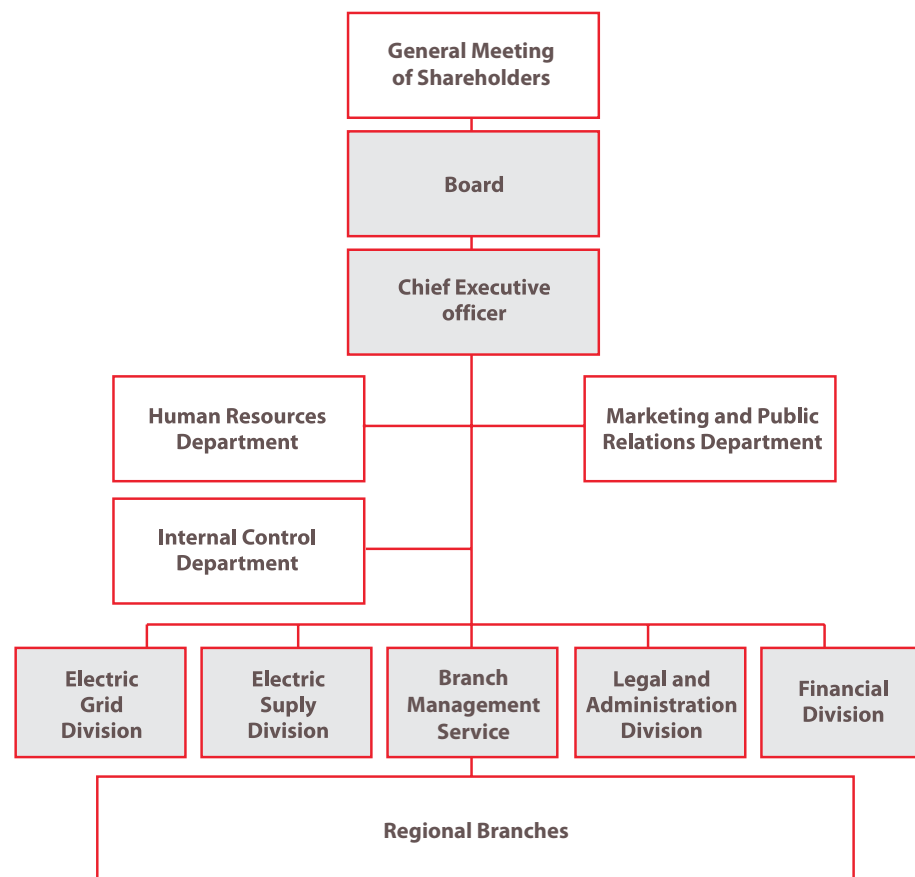 General Meeting
of Shareholders
Board
Chief Executive
officer
Human Resources
Department
Marketing and Public
Relations Department
Internal Control
Department
Electric
Grid
Division
Electric
Suply
Division
Branch
Management
Service
Legal and
Administration
Division
Financial
Division
Regional Branches